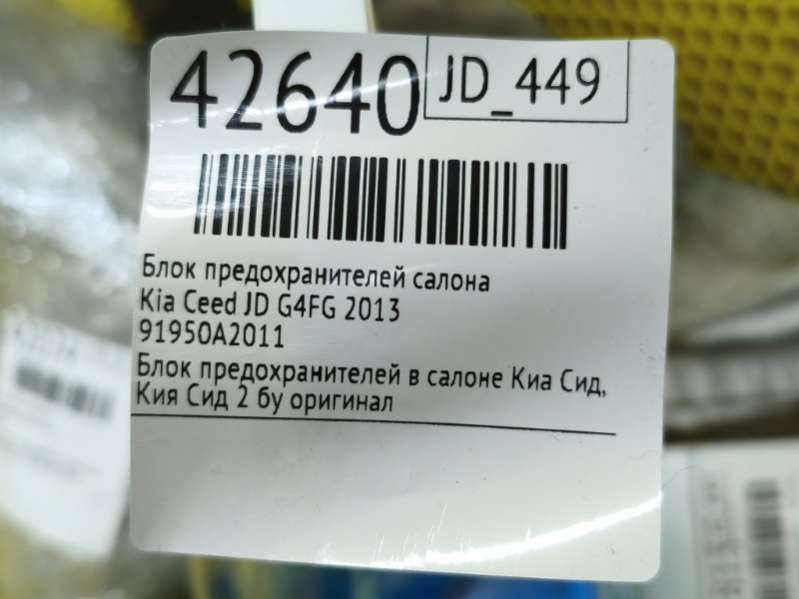 42640
JD_449
Блок предохранителей салона
Kia Ceed JD G4FG 2013
91950A2011
Блок предохранителей в салоне Киа Сид,
Кия Сид 2 бу оригинал